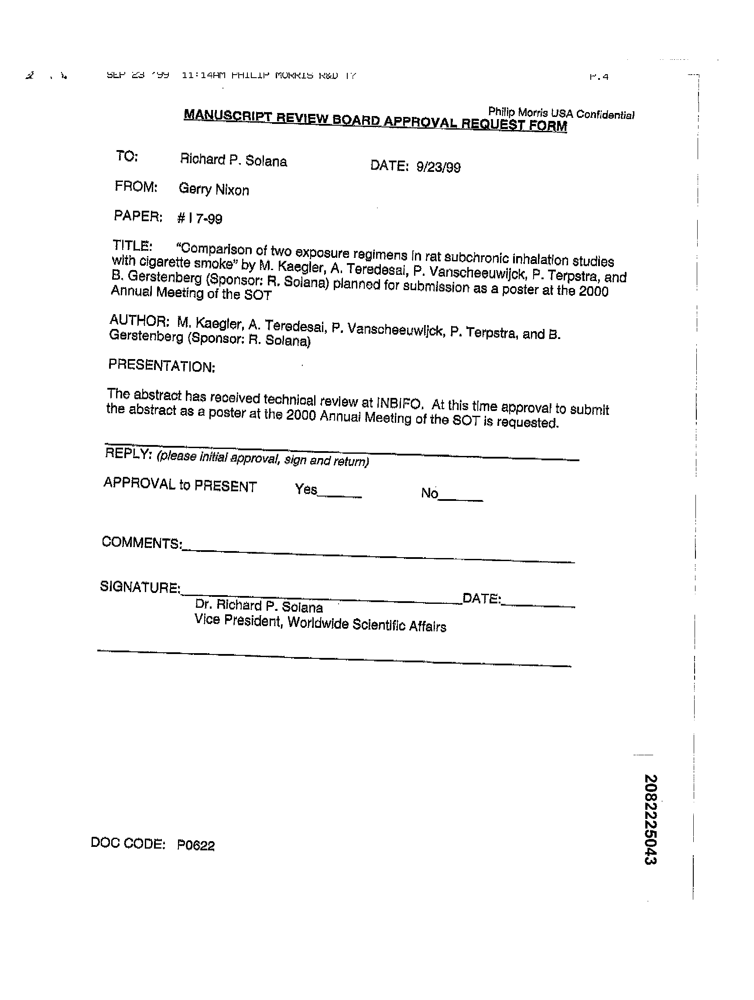 SEP 23 '99 11:14AM PHILIP MORRIS R&D T7 P.4
Philip Morris USA Confidential
MANUSCRIPT REVIEW BOARD APPROVAL REQUEST FORM
TO: Richard P. Solana DATE: 9/23/99
FROM: Gerry Nixon
PAPER: # I 7-99
TITLE: "Comparison of two exposure regimens in rat subchronic inhalation studies
with cigarette smoke" by M. Kaegler, A. Teredesai, P. Vanscheeuwijck, P. Terpstra, and
B. Gerstenberg (Sponsor: R. Solana) planned for submission as a poster at the 2000
Annual Meeting of the SOT
AUTHOR: M. Kaegler, A. Teredesai, P. Vanscheeuwijck, P. Terpstra, and B.
Gerstenberg (Sponsor: R. Solana)
PRESENTATION:
The abstract has received technical review at INBIFO. At this time approval to submit
the abstract as a poster at the 2000 Annual Meeting of the SOT is requested.
REPLY: (please initial approval, sign and return)
APPROVAL to PRESENT Yes______ No______
COMMENTS:
SIGNATURE: DATE:
Dr. Richard P. Solana
Vice President, Worldwide Scientific Affairs
2082225043
DOC CODE: P0622